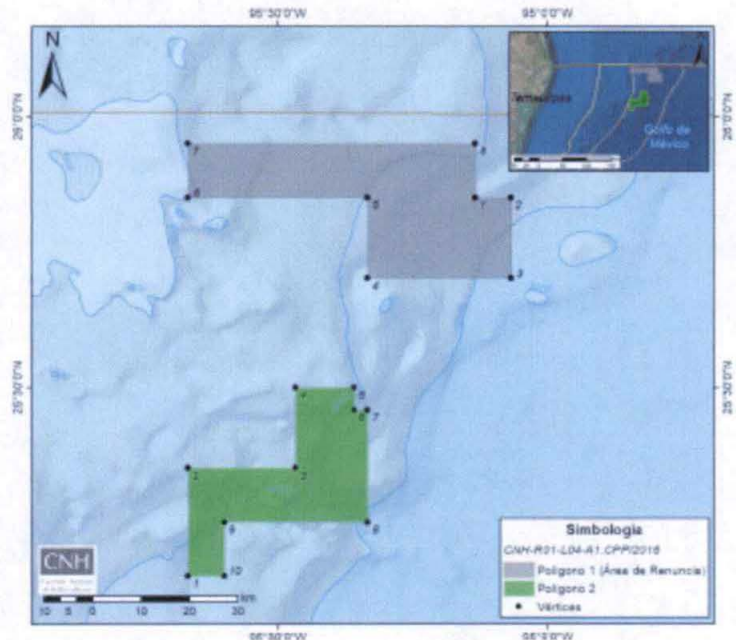 95°30'0"W 95°0'0"W
N
Tamaulipas
Golfo de
México
26°0'0"N 26°0'0"N
7 8
6 5 1 2
4 3
25°30'0"N 25°30'0"N
4 5
6 7
2 3
9 8
1 10
Simbología
CNH-R01-L04-A1.CPP/2016
Polígono 1 (Área de Renuncia)
Polígono 2
Vértices
CNH
10 5 0 10 20 30 km
95°30'0"W 95°0'0"W